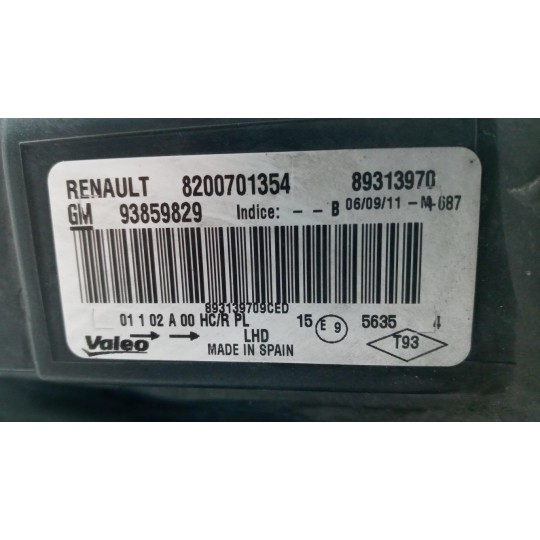 RENAULT 8200701354 89313970
GM 93859829 Indice: - - B 06/09/11 -M-687
893139709CED
01 1 02 A 00 HC/R PL 15 E 9 5635 4
Valeo LHD T93
MADE IN SPAIN